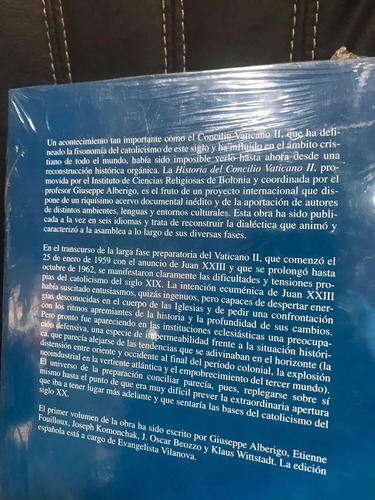 Un acontecimiento tan importante como el Concilio Vaticano II, que ha deli-
neado la fisonomía del catolicismo de este siglo y ha influido en el ámbito cris-
tiano de todo el mundo, había sido imposible verlo hasta ahora desde una
reconstrucción histórica orgánica. La Historia del Concilio Vaticano II, pro-
movida por el Instituto de Ciencias Religiosas de Bolonia y coordinada por el
profesor Giuseppe Alberigo, es el fruto de un proyecto internacional que dis-
pone de un riquísimo acervo documental inédito y de la aportación de autores
de distintos ambientes, lenguas y entornos culturales. Esta obra ha sido publi-
cada a la vez en seis idiomas y trata de reconstruir la dialéctica que animó y
caracterizó a la asamblea a lo largo de sus diversas fases.
En el transcurso de la larga fase preparatoria del Vaticano II, que comenzó el
25 de enero de 1959 con el anuncio de Juan XXIII y que se prolongó hasta
octubre de 1962, se manifestaron claramente las dificultades y tensiones pro-
pias del catolicismo del siglo XIX. La intención ecuménica de Juan XXIII
había suscitado entusiasmos, quizás ingenuos, pero capaces de despertar ener-
gías desconocidas en el cuerpo de las Iglesias y de pedir una confrontación
con los ritmos apremiantes de la historia y la profundidad de sus cambios.
Pero pronto fue apareciendo en las instituciones eclesiásticas una preocupa-
ción defensiva, una especie de impermeabilidad frente a la situación históri-
ca, que parecía alejarse de las tendencias que se adivinaban en el horizonte (la
distensión entre oriente y occidente al final del período colonial, la explosión
neoindustrial en la vertiente atlántica y el empobrecimiento del tercer mundo).
El universo de la preparación conciliar parecía, pues, replegarse sobre sí
mismo hasta el punto de que era muy difícil prever la extraordinaria apertura
que iba a tener lugar más adelante y que sentaría las bases del catolicismo del
siglo XX.
El primer volumen de la obra ha sido escrito por Giuseppe Alberigo, Etienne
Fouilloux, Joseph Komonchak, J. Oscar Beozzo y Klaus Wittstadt. La edición
española está a cargo de Evangelista Vilanova.